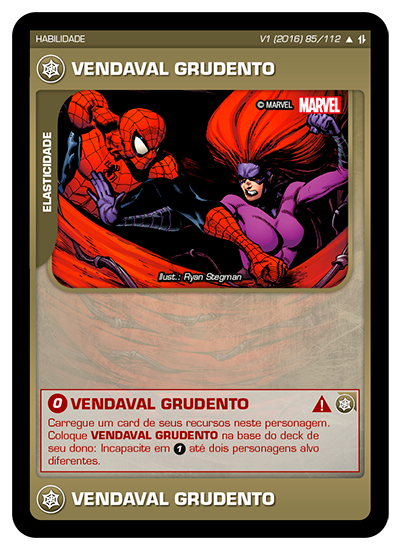 HABILIDADE V1 (2016) 85/112 ▲
VENDAVAL GRUDENTO
ELASTICIDADE
© MARVEL MARVEL
Ilust.: Ryan Stegman
0 VENDAVAL GRUDENTO
Carregue um card de seus recursos neste personagem.
Coloque VENDAVAL GRUDENTO na base do deck de
seu dono: Incapacite em 1 até dois personagens alvo
diferentes.
VENDAVAL GRUDENTO